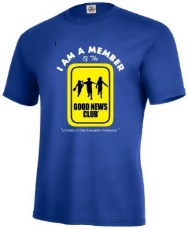 I AM A MEMBER
Of The
GOOD NEWS
CLUB®